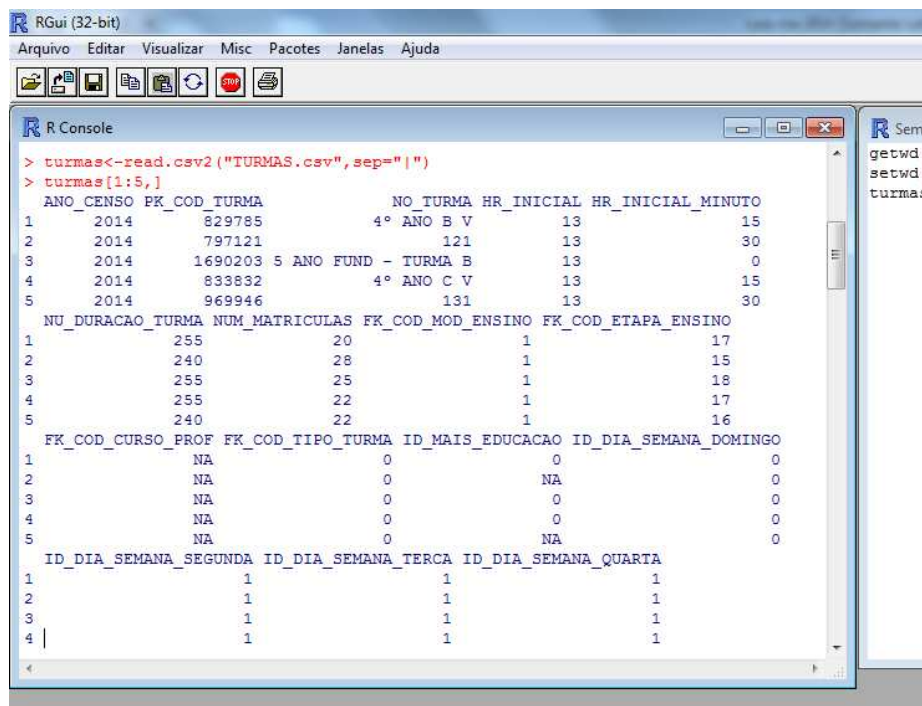 RGui (32-bit)
Arquivo Editar Visualizar Misc Pacotes Janelas Ajuda
STOP
R Console
> turmas<-read.csv2("TURMAS.csv",sep="|")
> turmas[1:5,]
ANO_CENSO PK_COD_TURMA NO_TURMA HR_INICIAL HR_INICIAL_MINUTO
1 2014 829785 4° ANO B V 13 15
2 2014 797121 121 13 30
3 2014 1690203 5 ANO FUND - TURMA B 13 0
4 2014 833832 4° ANO C V 13 15
5 2014 969946 131 13 30
NU_DURACAO_TURMA NUM_MATRICULAS FK_COD_MOD_ENSINO FK_COD_ETAPA_ENSINO
1 255 20 1 17
2 240 28 1 15
3 255 25 1 18
4 255 22 1 17
5 240 22 1 16
FK_COD_CURSO_PROF FK_COD_TIPO_TURMA ID_MAIS_EDUCACAO ID_DIA_SEMANA_DOMINGO
1 NA 0 0 0
2 NA 0 NA 0
3 NA 0 0 0
4 NA 0 0 0
5 NA 0 NA 0
ID_DIA_SEMANA_SEGUNDA ID_DIA_SEMANA_TERCA ID_DIA_SEMANA_QUARTA
1 1 1 1
2 1 1 1
3 1 1 1
4 1 1 1
Sem
getwd
setwd
turmas